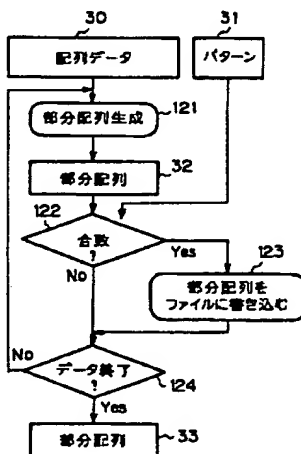 30
31
配列データ
パターン
部分配列生成
121
部分配列
32
122
合致
?
Yes
No
123
部分配列を
ファイルに書き込む
No
データ終了
?
124
Yes
部分配列
33